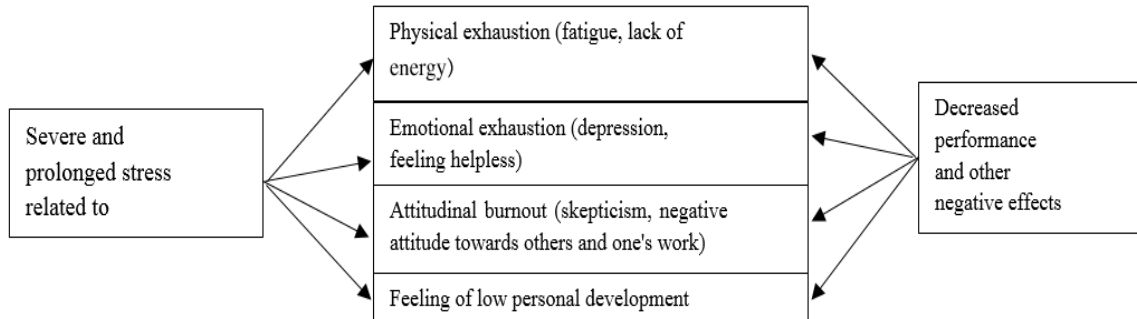 Severe and
prolonged stress
related to
Physical exhaustion (fatigue, lack of
energy)
Emotional exhaustion (depression,
feeling helpless)
Attitudinal burnout (skepticism, negative
attitude towards others and one's work)
Feeling of low personal development
Decreased
performance
and other
negative effects